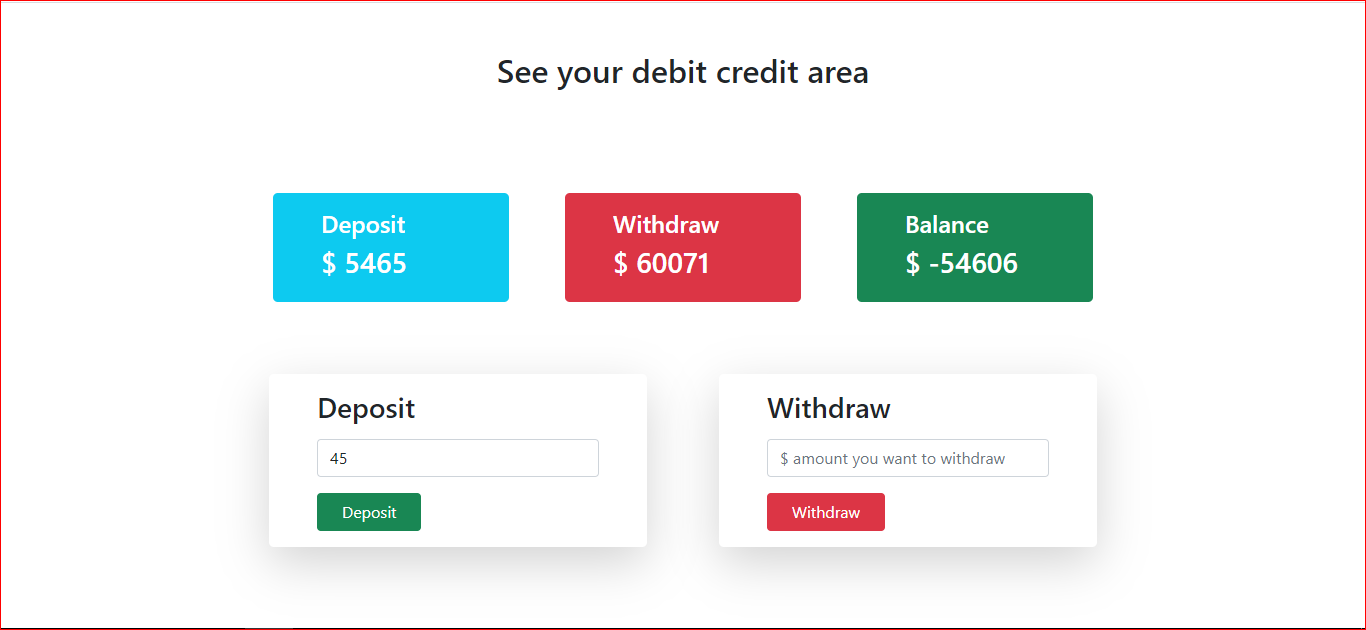 See your debit credit area
Deposit
$ 5465
Withdraw
$ 60071
Balance
$ -54606
Deposit
45
Deposit
Withdraw
$ amount you want to withdraw
Withdraw